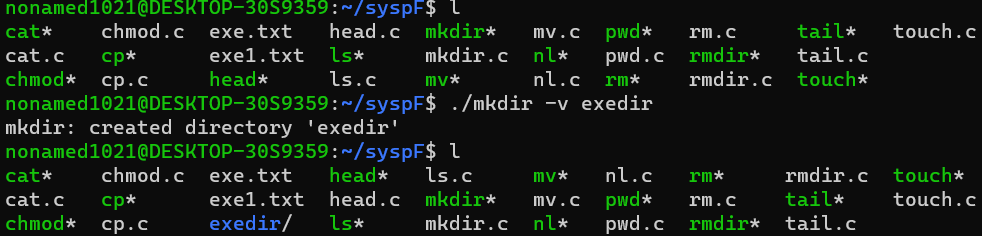 nonamed1021@DESKTOP-30S9359:~/syspF$ l
cat* chmod.c exe.txt head.c mkdir* mv.c pwd* rm.c tail* touch.c
cat.c cp* exe1.txt ls* mkdir.c nl* pwd.c rmdir* tail.c
chmod* cp.c head* ls.c mv* nl.c rm* rmdir.c touch*
nonamed1021@DESKTOP-30S9359:~/syspF$ ./mkdir -v exedir
mkdir: created directory 'exedir'
nonamed1021@DESKTOP-30S9359:~/syspF$ l
cat* chmod.c exe.txt head* ls.c mv* nl.c rm* rmdir.c touch*
cat.c cp* exe1.txt head.c mkdir* mv.c pwd* rm.c tail* touch.c
chmod* cp.c exedir/ ls* mkdir.c nl* pwd.c rmdir* tail.c